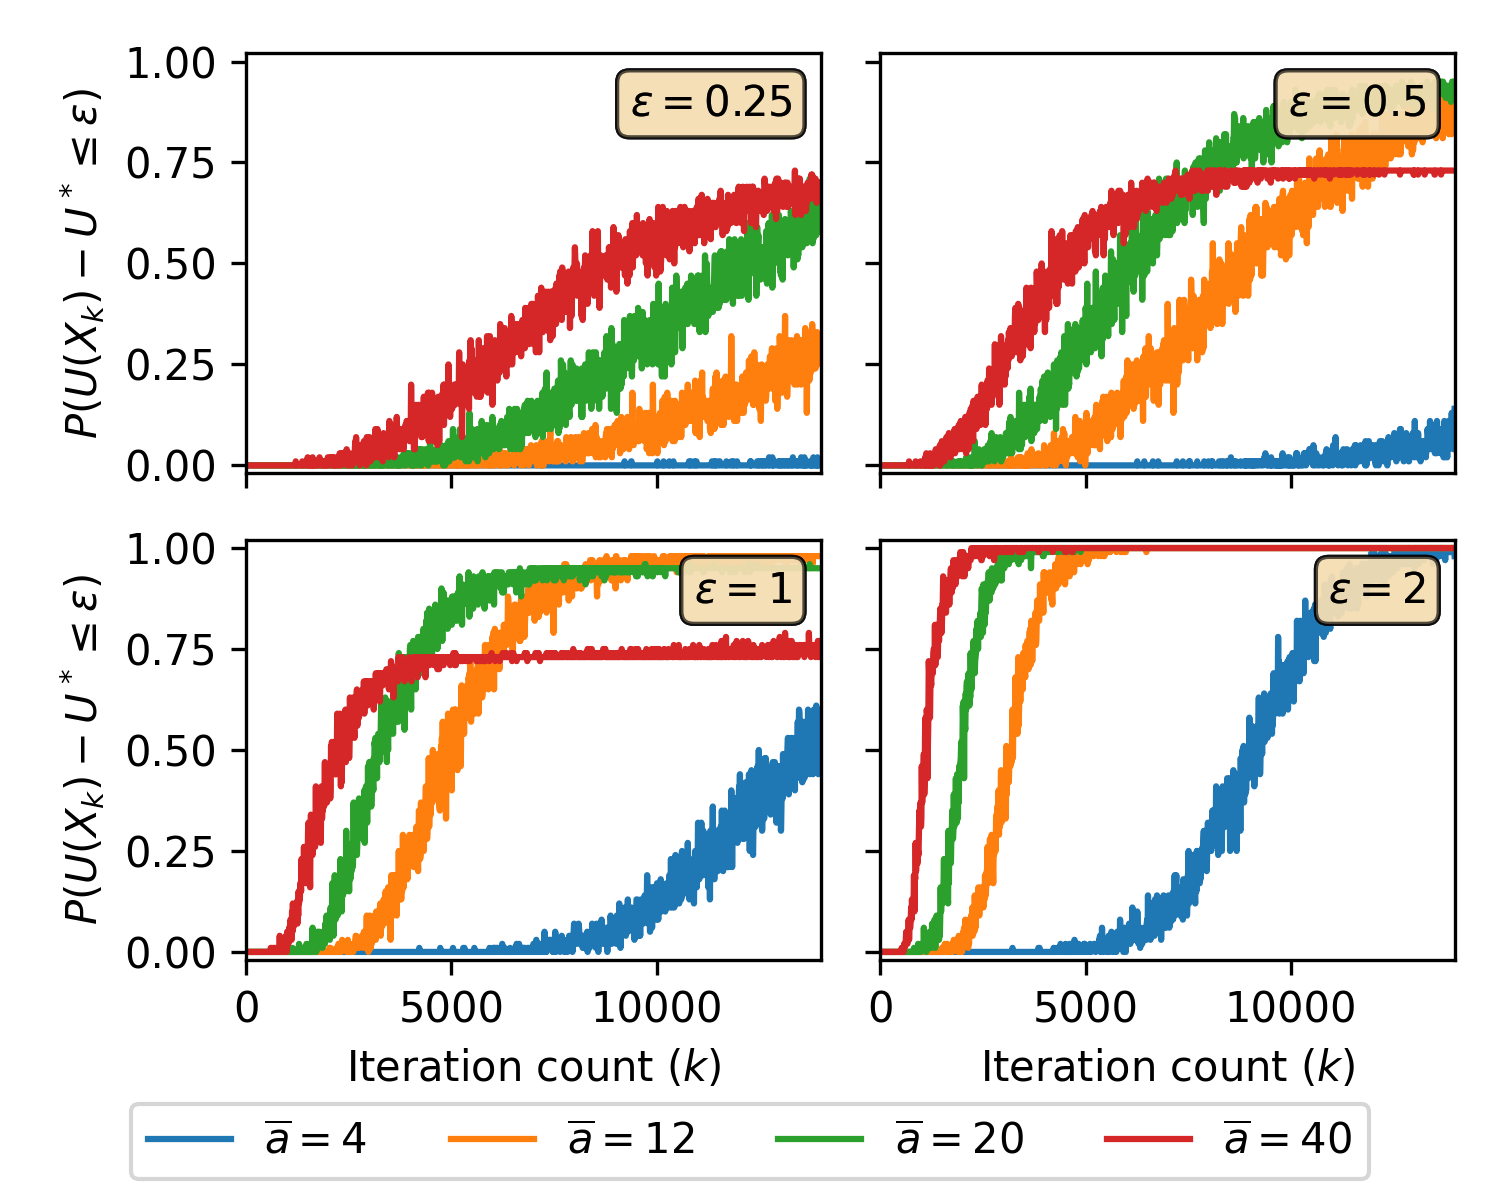 1.00
0.75
0.50
0.25
0.00
P(U(X_k) − U* ≤ ε)
ε = 0.25
ε = 0.5
1.00
0.75
0.50
0.25
0.00
P(U(X_k) − U* ≤ ε)
ε = 1
ε = 2
0 5000 10000
0 5000 10000
Iteration count (k)
Iteration count (k)
a̅ = 4 a̅ = 12 a̅ = 20 a̅ = 40